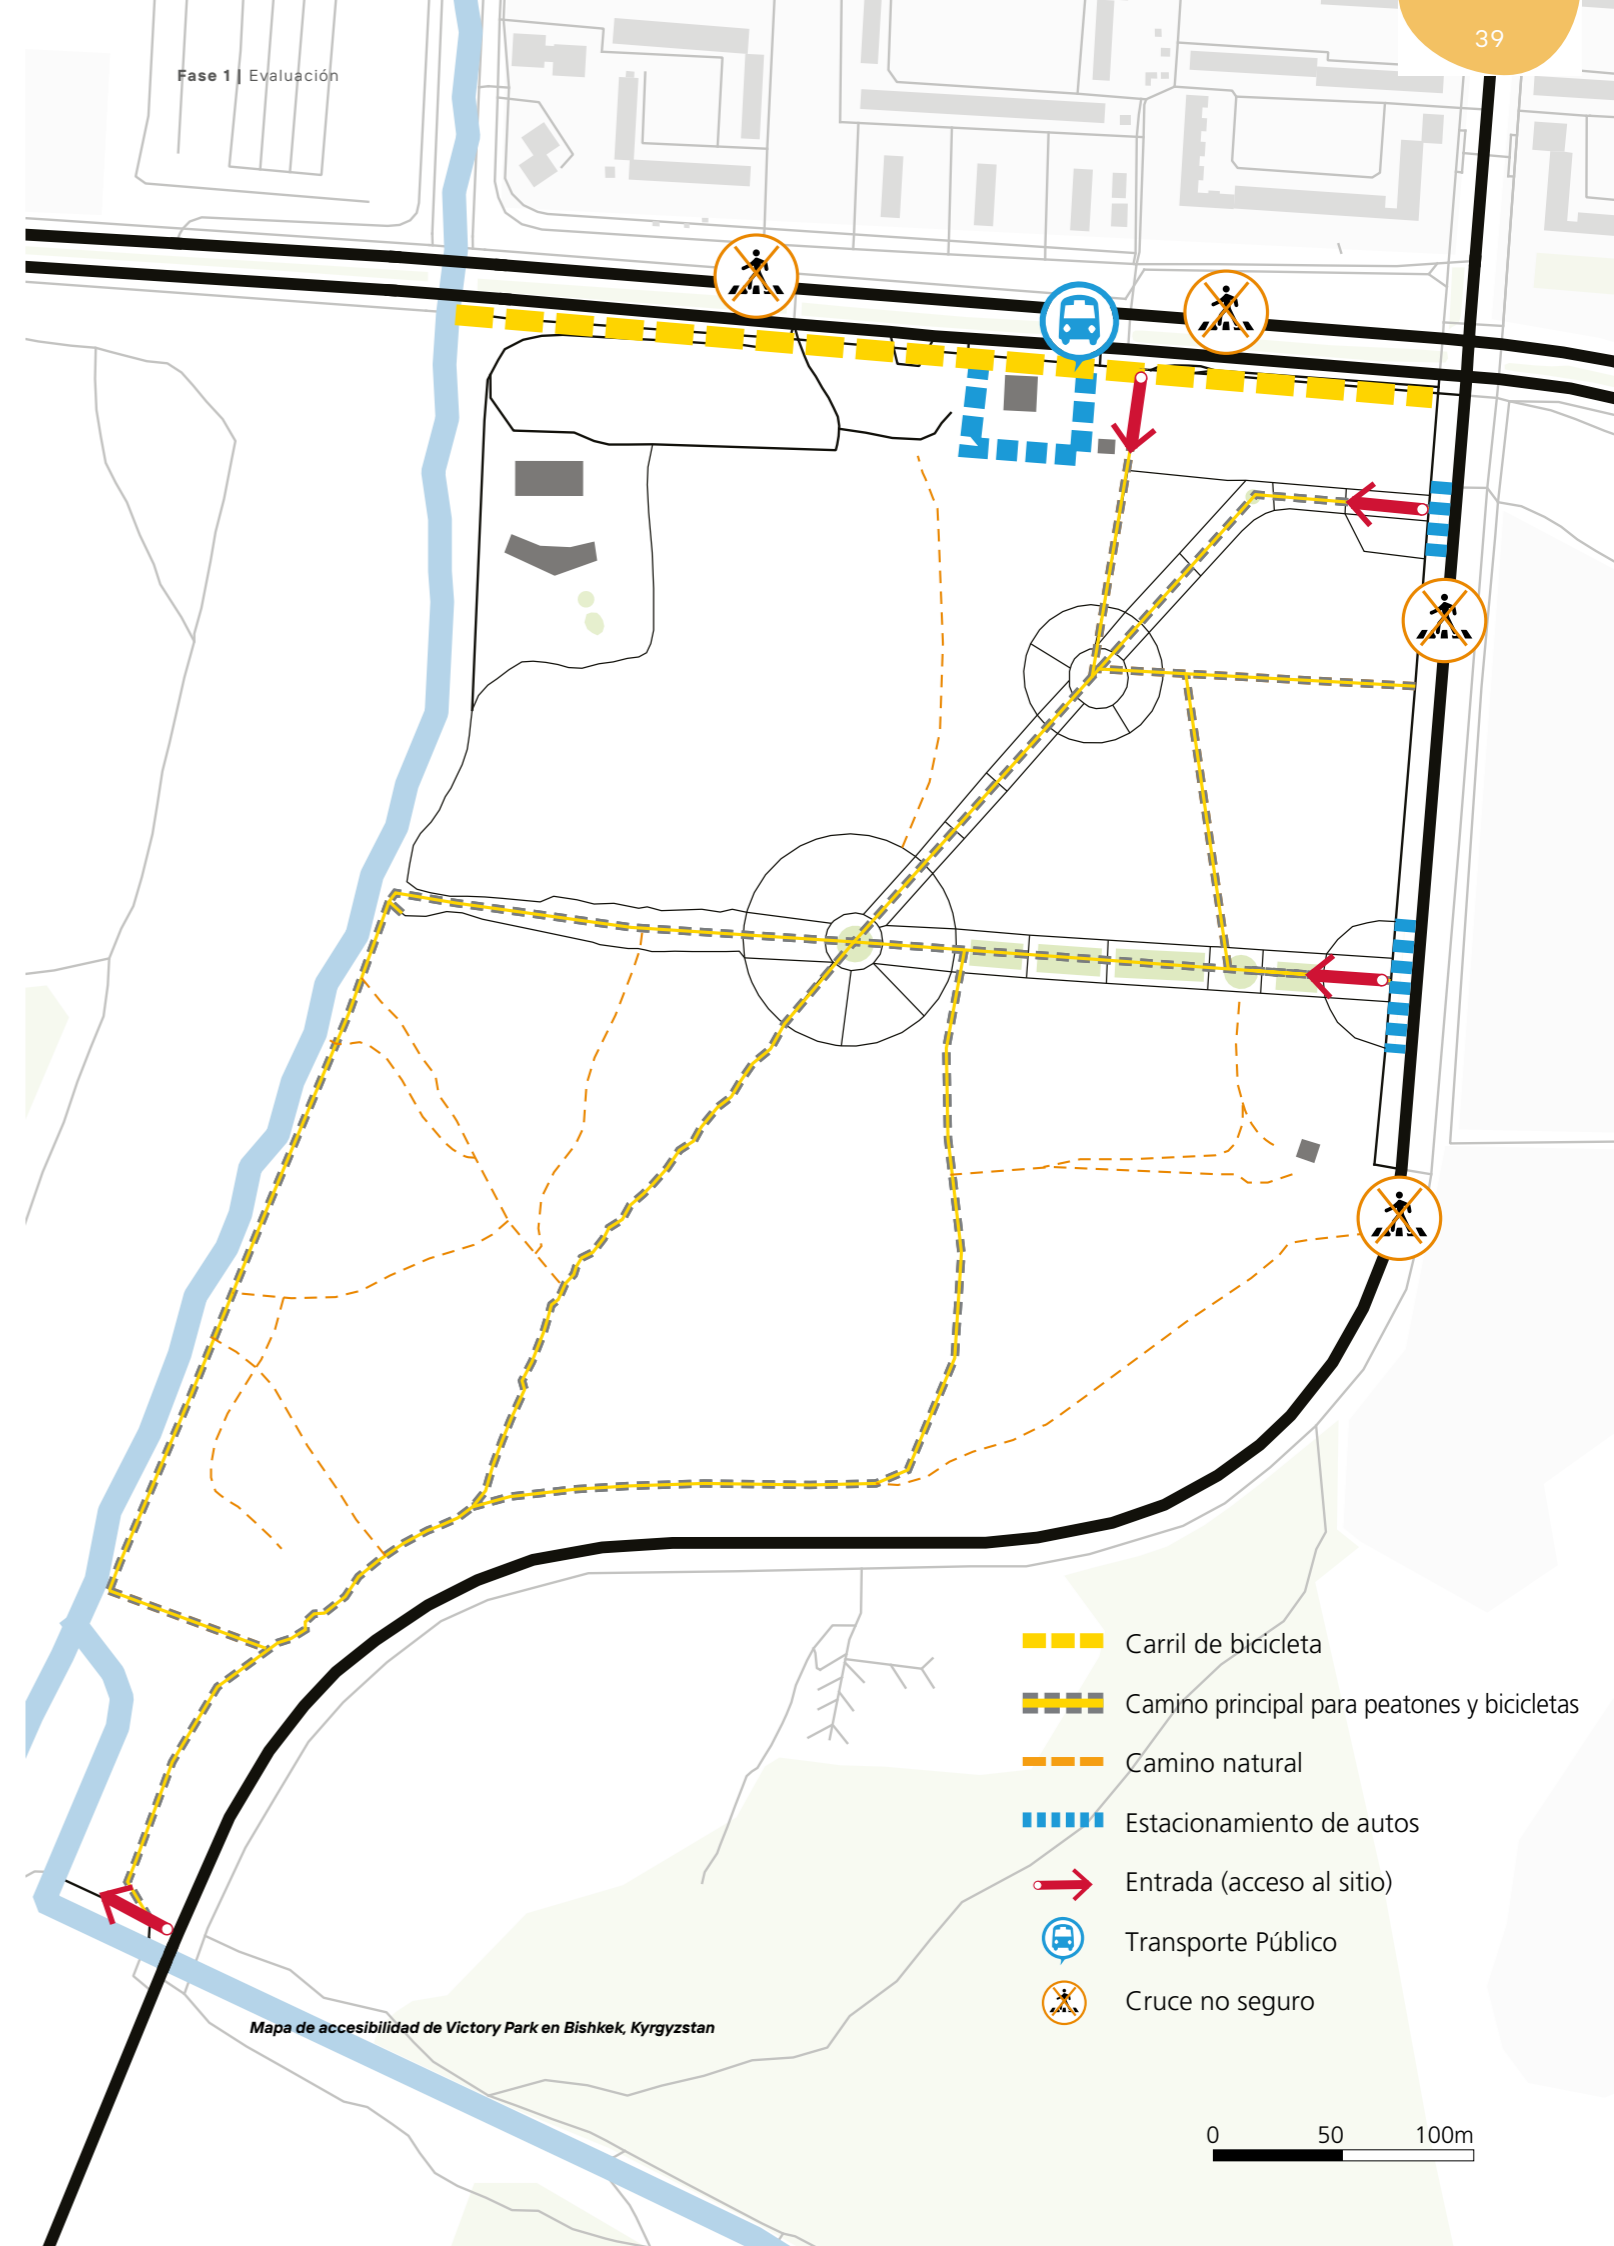 39
Fase 1 | Evaluación
Carril de bicicleta
Camino principal para peatones y bicicletas
Camino natural
Estacionamiento de autos
Entrada (acceso al sitio)
Transporte Público
Cruce no seguro
Mapa de accesibilidad de Victory Park en Bishkek, Kyrgyzstan
0 50 100m